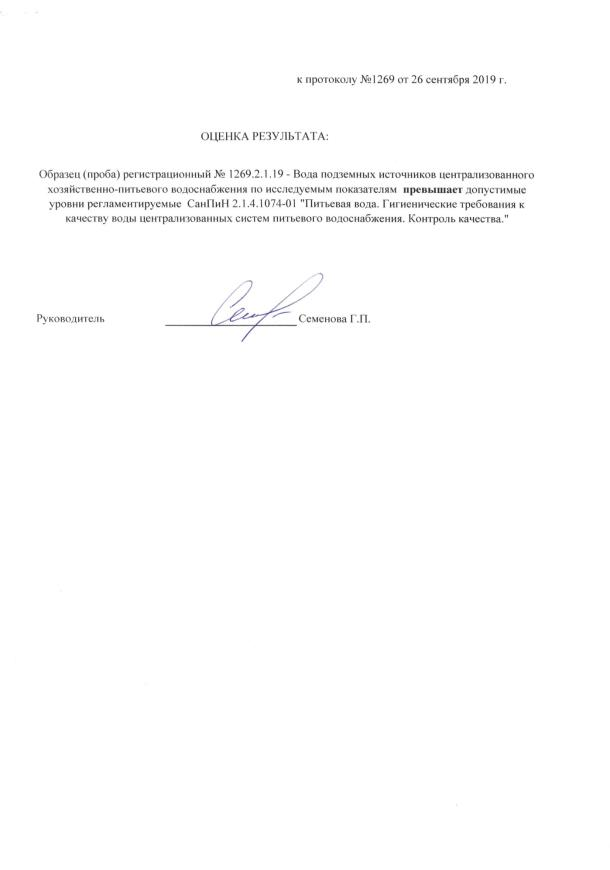 к протоколу №1269 от 26 сентября 2019 г.
ОЦЕНКА РЕЗУЛЬТАТА:
Образец (проба) регистрационный № 1269.2.1.19 - Вода подземных источников централизованного
хозяйственно-питьевого водоснабжения по исследуемым показателям превышает допустимые
уровни регламентируемые СанПиН 2.1.4.1074-01 "Питьевая вода. Гигиенические требования к
качеству воды централизованных систем питьевого водоснабжения. Контроль качества."
Руководитель Семенова Г.П.